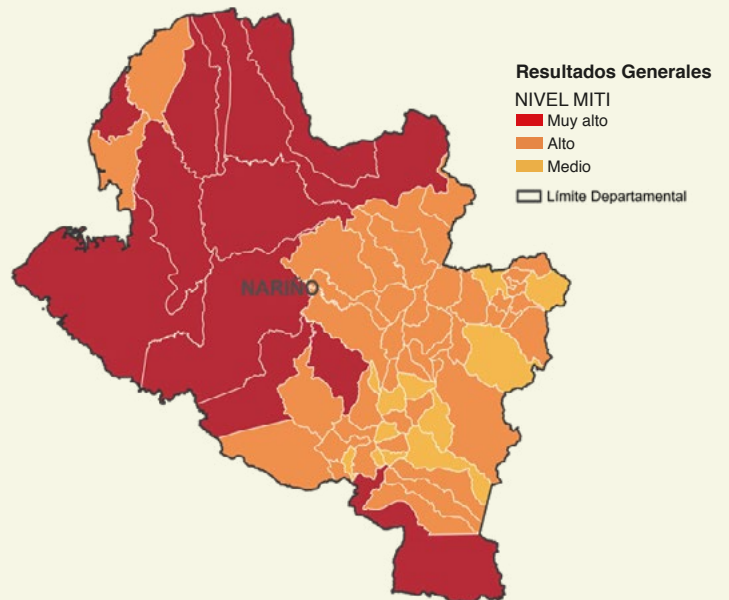 Resultados Generales
NIVEL MITI
Muy alto
Alto
Medio
Límite Departamental
NARIÑO